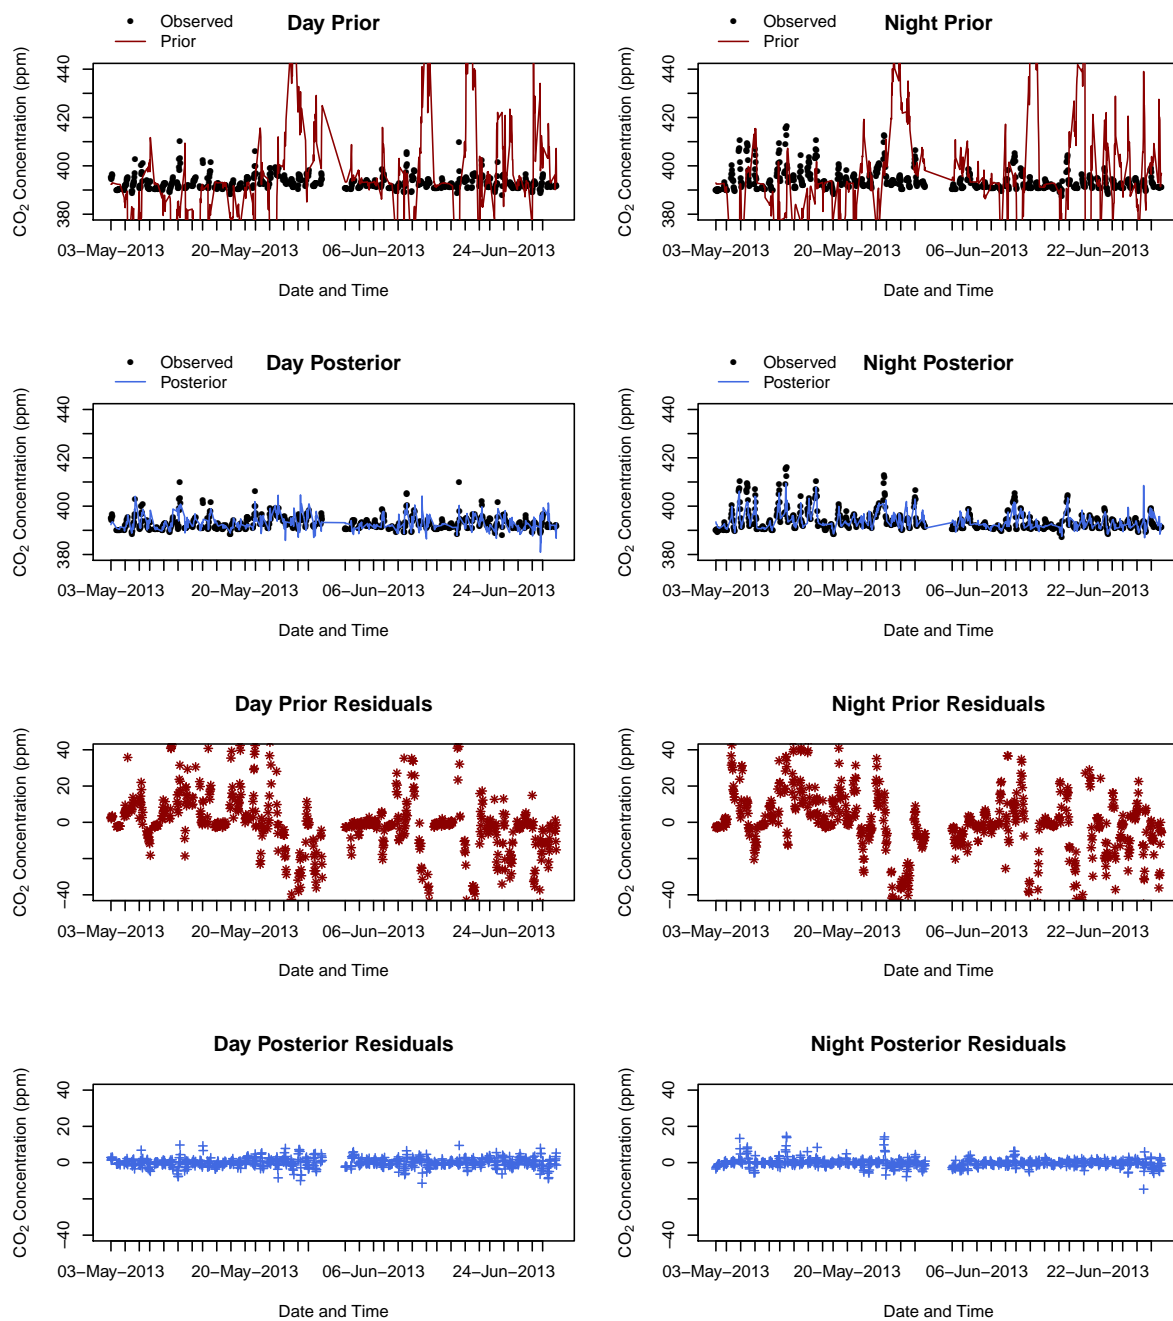 Observed
Prior
Day Prior
CO2 Concentration (ppm)
380 400 420 440
03−May−2013 20−May−2013 06−Jun−2013 24−Jun−2013
Date and Time
Observed
Prior
Night Prior
CO2 Concentration (ppm)
380 400 420 440
03−May−2013 20−May−2013 06−Jun−2013 22−Jun−2013
Date and Time
Observed
Posterior
Day Posterior
CO2 Concentration (ppm)
380 400 420 440
03−May−2013 20−May−2013 06−Jun−2013 24−Jun−2013
Date and Time
Observed
Posterior
Night Posterior
CO2 Concentration (ppm)
380 400 420 440
03−May−2013 20−May−2013 06−Jun−2013 22−Jun−2013
Date and Time
Day Prior Residuals
CO2 Concentration (ppm)
−40 0 20 40
03−May−2013 20−May−2013 06−Jun−2013 24−Jun−2013
Date and Time
Night Prior Residuals
CO2 Concentration (ppm)
−40 0 20 40
03−May−2013 20−May−2013 06−Jun−2013 22−Jun−2013
Date and Time
Day Posterior Residuals
CO2 Concentration (ppm)
−40 0 20 40
03−May−2013 20−May−2013 06−Jun−2013 24−Jun−2013
Date and Time
Night Posterior Residuals
CO2 Concentration (ppm)
−40 0 20 40
03−May−2013 20−May−2013 06−Jun−2013 22−Jun−2013
Date and Time